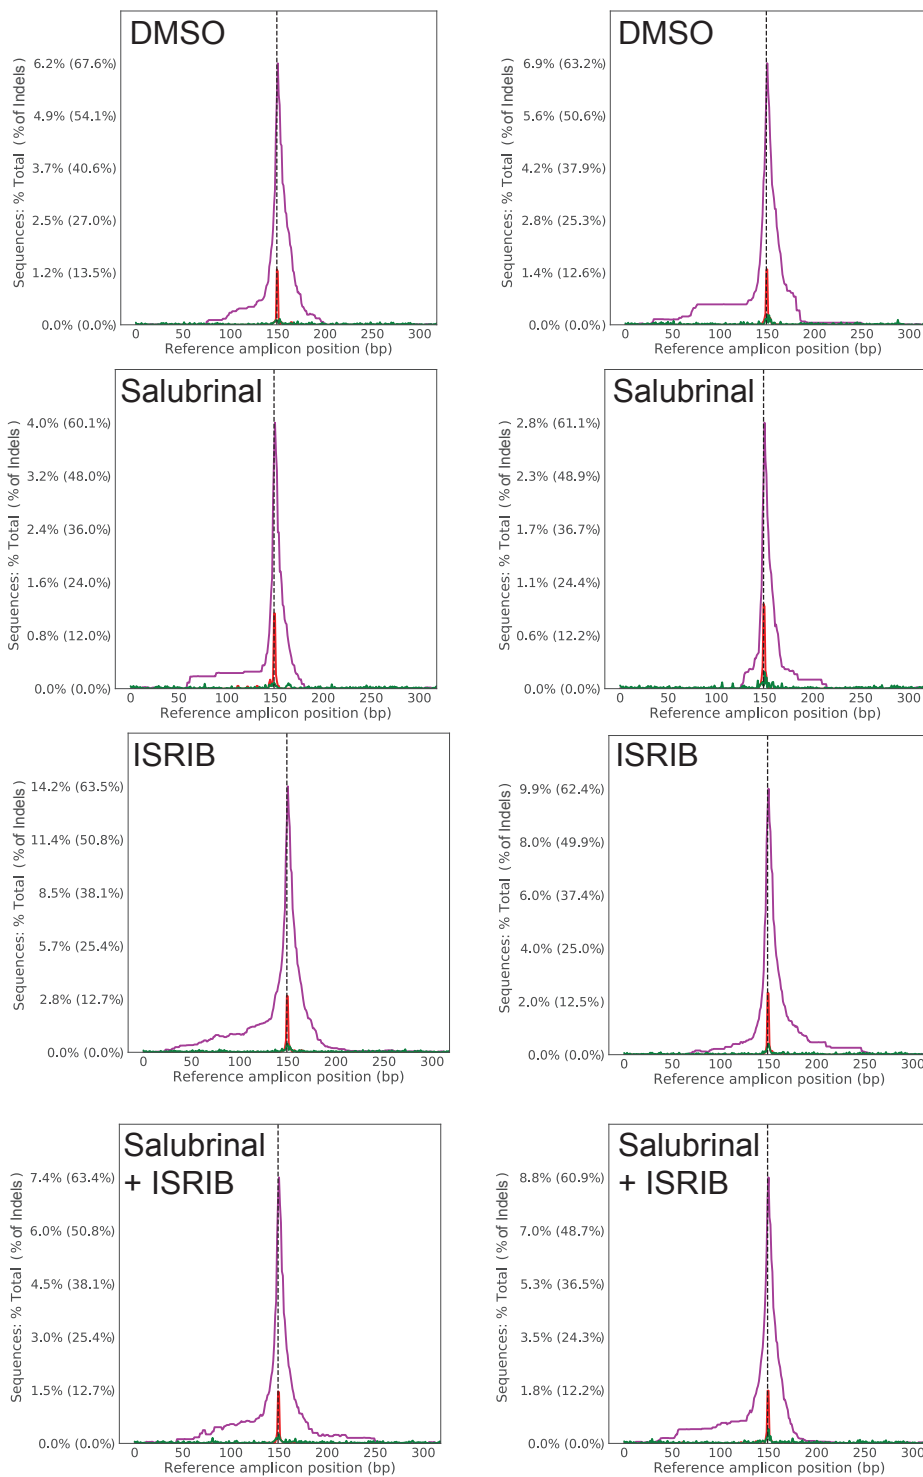 DMSO
6.2% (67.6%)
4.9% (54.1%)
3.7% (40.6%)
2.5% (27.0%)
1.2% (13.5%)
0.0% (0.0%)
Sequences: % Total (% of Indels)
0 50 100 150 200 250 300
Reference amplicon position (bp)
DMSO
6.9% (63.2%)
5.6% (50.6%)
4.2% (37.9%)
2.8% (25.3%)
1.4% (12.6%)
0.0% (0.0%)
Sequences: % Total (% of Indels)
0 50 100 150 200 250 300
Reference amplicon position (bp)
Salubrinal
4.0% (60.1%)
3.2% (48.0%)
2.4% (36.0%)
1.6% (24.0%)
0.8% (12.0%)
0.0% (0.0%)
Sequences: % Total (% of Indels)
0 50 100 150 200 250 300
Reference amplicon position (bp)
Salubrinal
2.8% (61.1%)
2.3% (48.9%)
1.7% (36.7%)
1.1% (24.4%)
0.6% (12.2%)
0.0% (0.0%)
Sequences: % Total (% of Indels)
0 50 100 150 200 250 300
Reference amplicon position (bp)
ISRIB
14.2% (63.5%)
11.4% (50.8%)
8.5% (38.1%)
5.7% (25.4%)
2.8% (12.7%)
0.0% (0.0%)
Sequences: % Total (% of Indels)
0 50 100 150 200 250 300
Reference amplicon position (bp)
ISRIB
9.9% (62.4%)
8.0% (49.9%)
6.0% (37.4%)
4.0% (25.0%)
2.0% (12.5%)
0.0% (0.0%)
Sequences: % Total (% of Indels)
0 50 100 150 200 250 300
Reference amplicon position (bp)
Salubrinal
+ ISRIB
7.4% (63.4%)
6.0% (50.8%)
4.5% (38.1%)
3.0% (25.4%)
1.5% (12.7%)
0.0% (0.0%)
Sequences: % Total (% of Indels)
0 50 100 150 200 250 300
Reference amplicon position (bp)
Salubrinal
+ ISRIB
8.8% (60.9%)
7.0% (48.7%)
5.3% (36.5%)
3.5% (24.3%)
1.8% (12.2%)
0.0% (0.0%)
Sequences: % Total (% of Indels)
0 50 100 150 200 250 300
Reference amplicon position (bp)